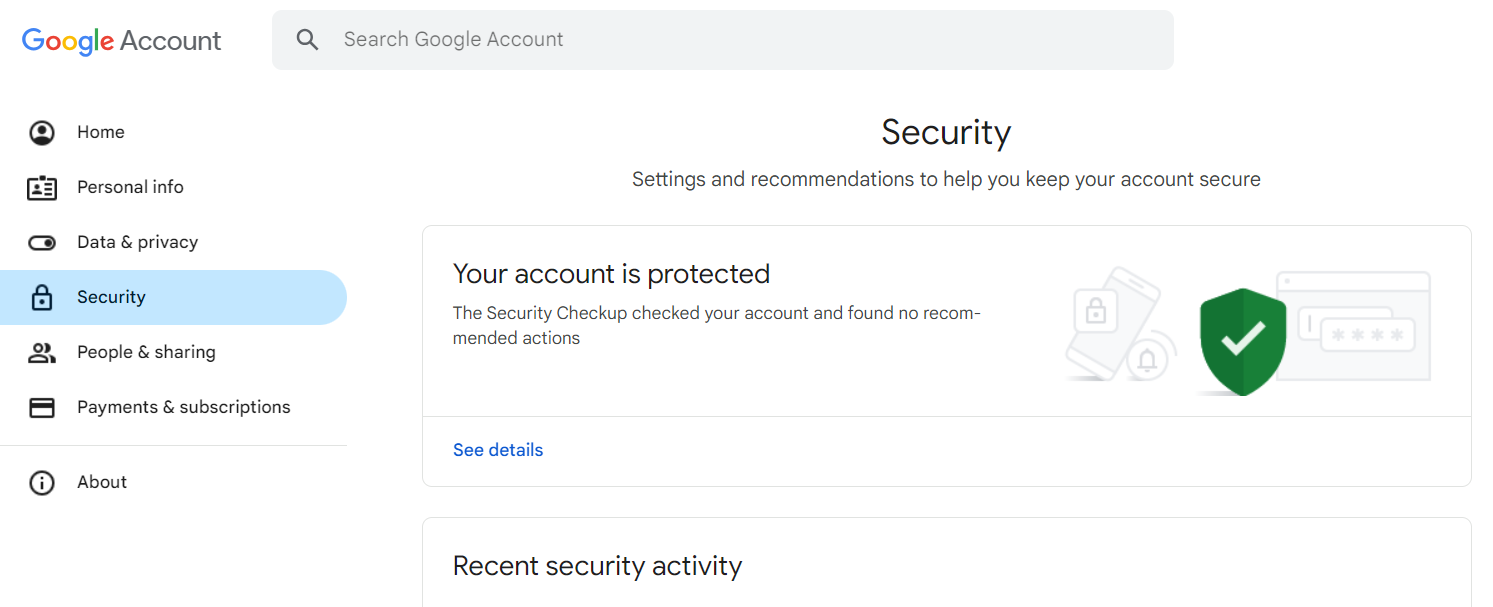 Google Account
Search Google Account
Home
Personal info
Data & privacy
Security
People & sharing
Payments & subscriptions
About
Security
Settings and recommendations to help you keep your account secure
Your account is protected
The Security Checkup checked your account and found no recom-
mended actions
* * * *
See details
Recent security activity